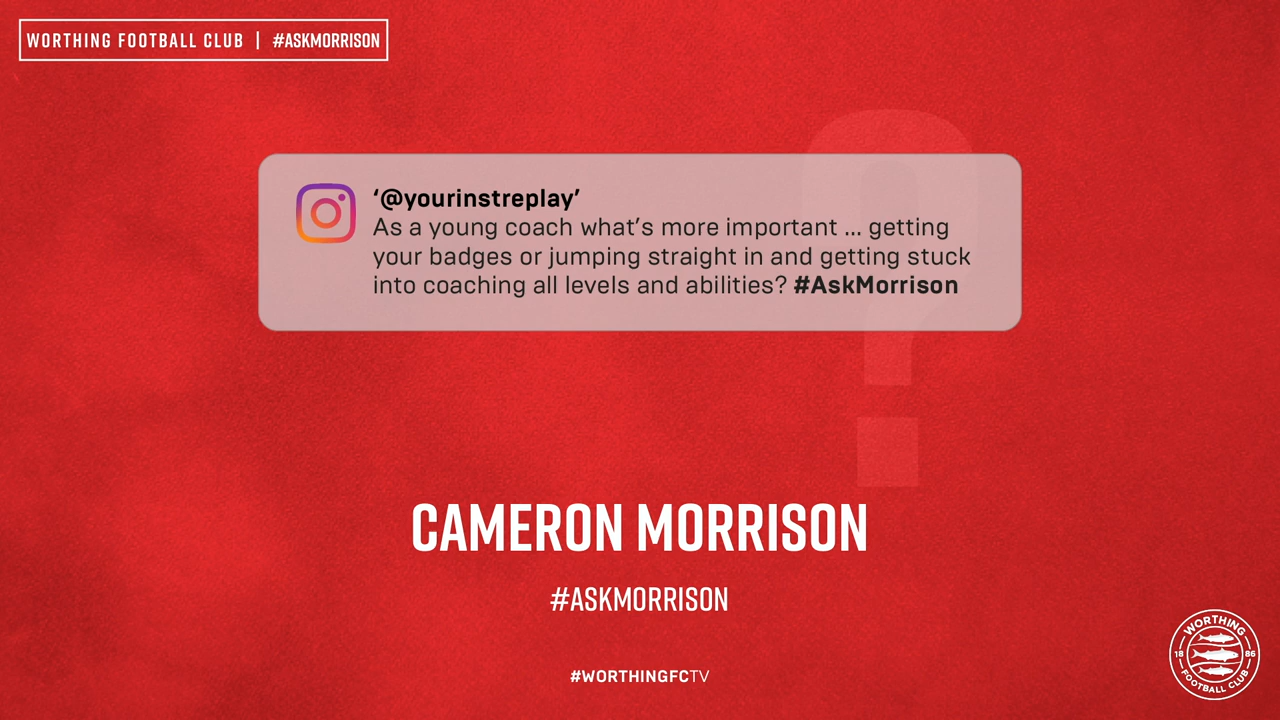 WORTHING FOOTBALL CLUB | #ASKMORRISON
‘@yourinstreplay’
As a young coach what’s more important ... getting
your badges or jumping straight in and getting stuck
into coaching all levels and abilities? #AskMorrison
?
CAMERON MORRISON
#ASKMORRISON
#WORTHINGFCTV
WORTHING
18 86
FOOTBALL CLUB